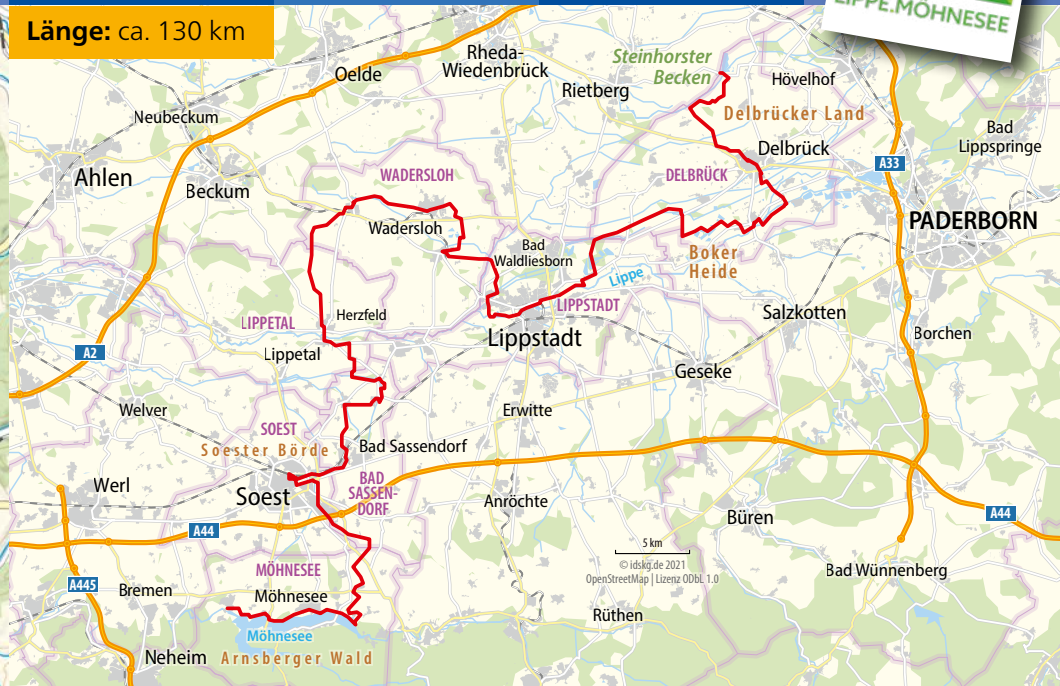 LIPPE.MÖHNESEE
Länge: ca. 130 km
Rheda-
Wiedenbrück
Steinhorster
Becken
Oelde
Hövelhof
Rietberg
Neubeckum
Delbrücker Land
Bad
Lippspringe
Delbrück
A33
Ahlen
WADERSLOH
DELBRÜCK
Beckum
PADERBORN
Wadersloh
Bad
Waldliesborn
Boker
Heide
Lippe
LIPPSTADT
Salzkotten
LIPPETAL
Herzfeld
Lippstadt
Borchen
A2
Lippetal
Geseke
Welver
Erwitte
SOEST
Soester Börde
Bad Sassendorf
BAD
SASSEN-
DORF
Werl
Soest
Anröchte
Büren
A44
A44
5 km
© idskg.de 2021
OpenStreetMap | Lizenz ODbL 1.0
MÖHNESEE
Bad Wünnenberg
A445
Bremen
Möhnesee
Rüthen
Möhnesee
Neheim
Arnsberger Wald